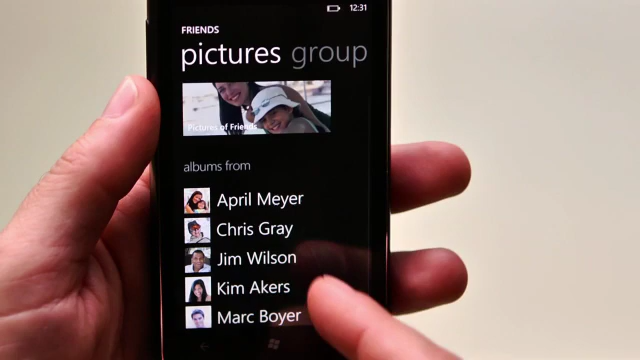 12:31
FRIENDS
pictures group
Pictures of Friends
albums from
April Meyer
Chris Gray
Jim Wilson
Kim Akers
Marc Boyer